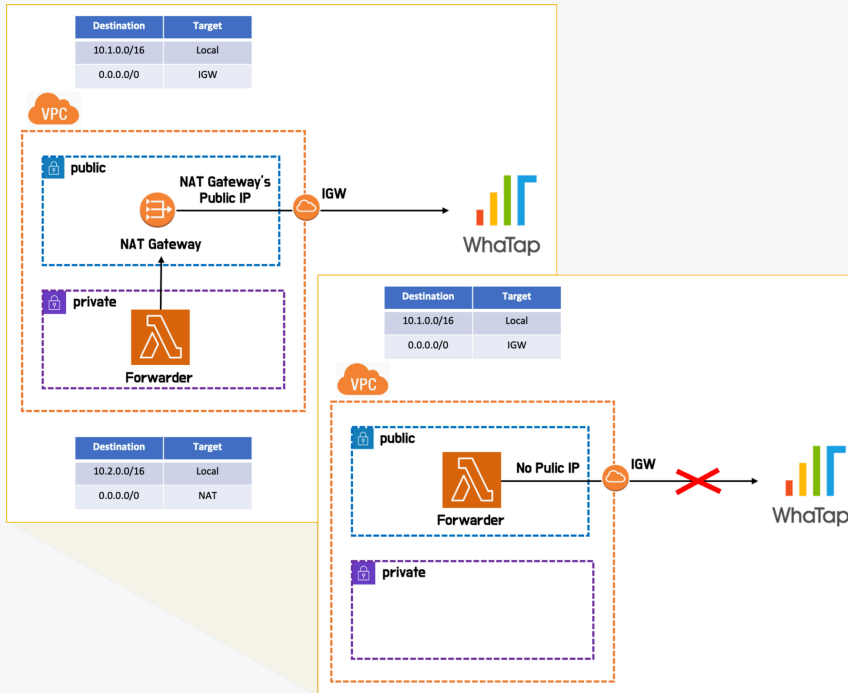 Destination Target
10.1.0.0/16 Local
0.0.0.0/0 IGW
VPC
public
NAT Gateway's
Public IP
IGW
NAT Gateway
WhaTap
private
Forwarder
Destination Target
10.2.0.0/16 Local
0.0.0.0/0 NAT
Destination Target
10.1.0.0/16 Local
0.0.0.0/0 IGW
VPC
public
No Pulic IP
IGW
Forwarder
WhaTap
private